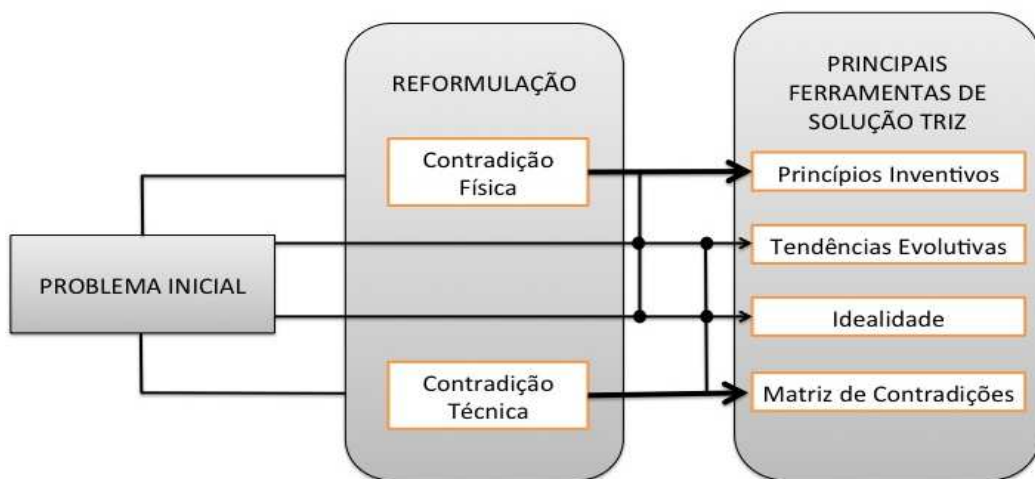 PROBLEMA INICIAL
REFORMULAÇÃO
Contradição
Física
Contradição
Técnica
PRINCIPAIS
FERRAMENTAS DE
SOLUÇÃO TRIZ
Princípios Inventivos
Tendências Evolutivas
Idealidade
Matriz de Contradições